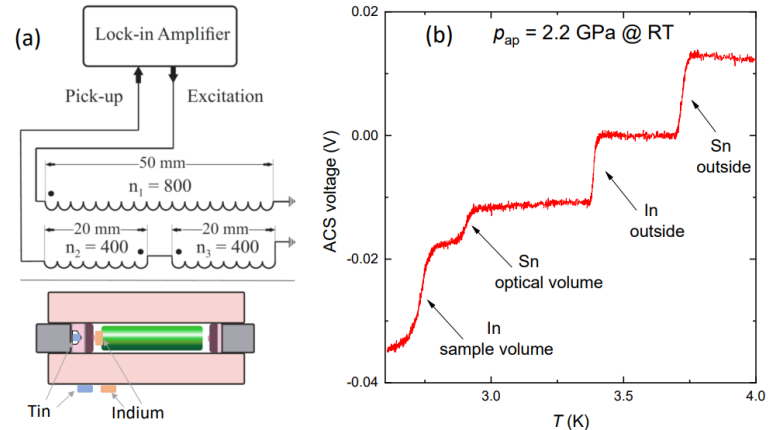 (a)
Lock-in Amplifier
Pick-up
Excitation
50 mm
n₁ = 800
20 mm
20 mm
n₂ = 400
n₃ = 400
Tin
Indium
(b)
pap = 2.2 GPa @ RT
0.02
0.00
-0.02
-0.04
ACS voltage (V)
Sn
outside
In
outside
Sn
optical volume
In
sample volume
3.0
3.5
4.0
T (K)